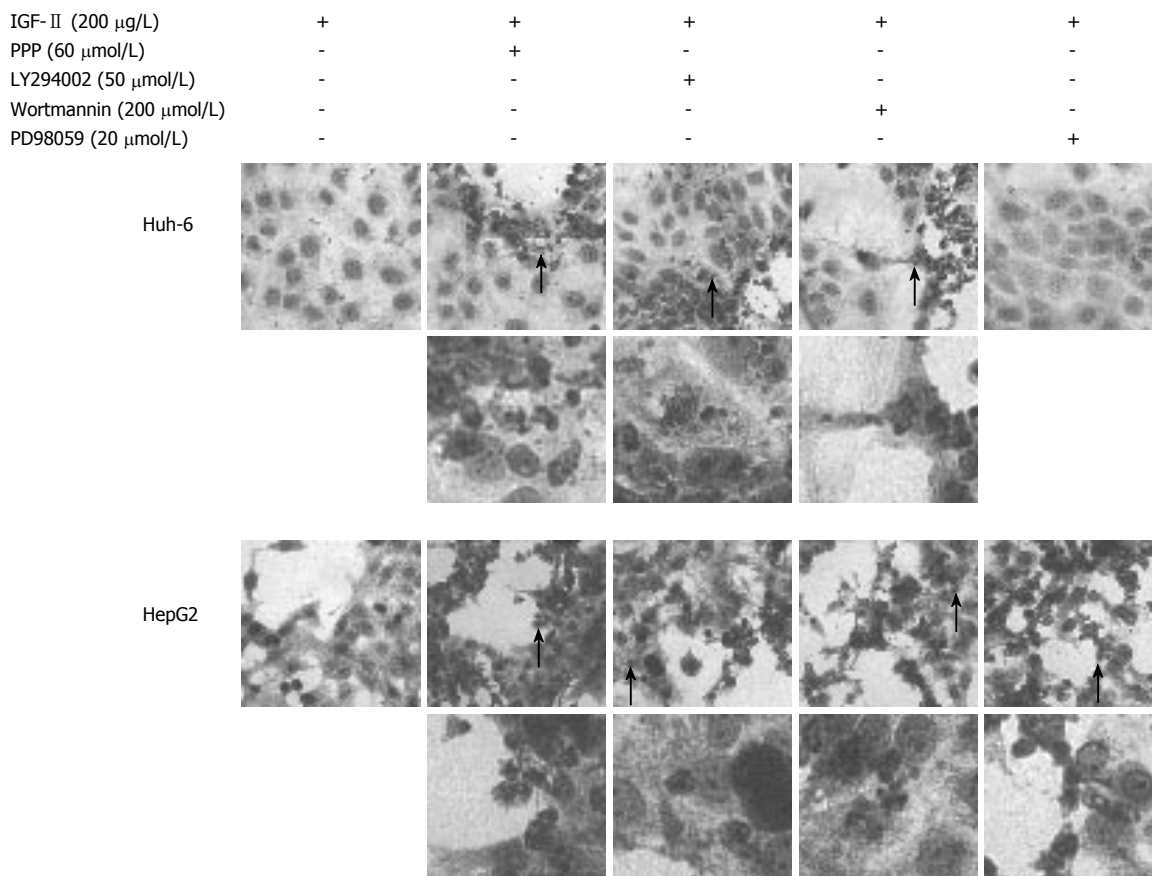 IGF-Ⅱ (200 μg/L) + + + + +
PPP (60 μmol/L) - + - - -
LY294002 (50 μmol/L) - - + - -
Wortmannin (200 μmol/L) - - - + -
PD98059 (20 μmol/L) - - - - +
Huh-6
HepG2